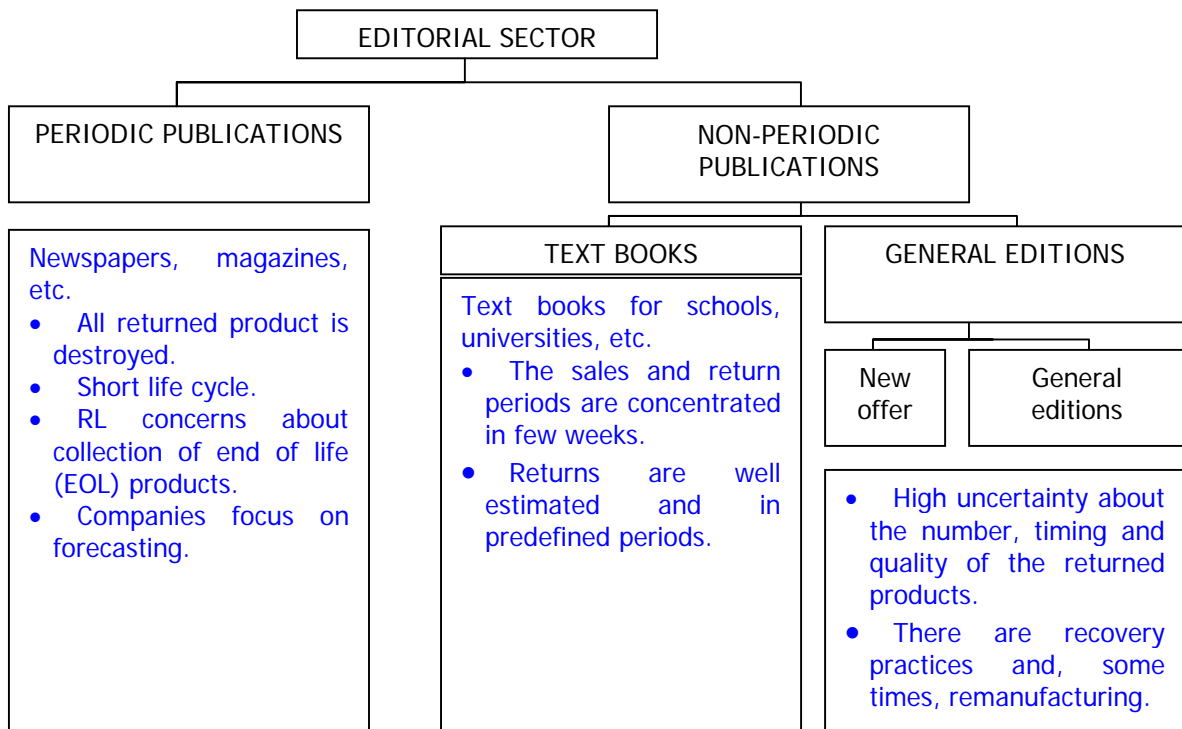 EDITORIAL SECTOR
PERIODIC PUBLICATIONS
Newspapers, magazines,
etc.
• All returned product is
destroyed.
• Short life cycle.
• RL concerns about
collection of end of life
(EOL) products.
• Companies focus on
forecasting.
NON-PERIODIC
PUBLICATIONS
TEXT BOOKS
Text books for schools,
universities, etc.
• The sales and return
periods are concentrated
in few weeks.
• Returns are well
estimated and in
predefined periods.
GENERAL EDITIONS
New
offer
General
editions
• High uncertainty about
the number, timing and
quality of the returned
products.
• There are recovery
practices and, some
times, remanufacturing.